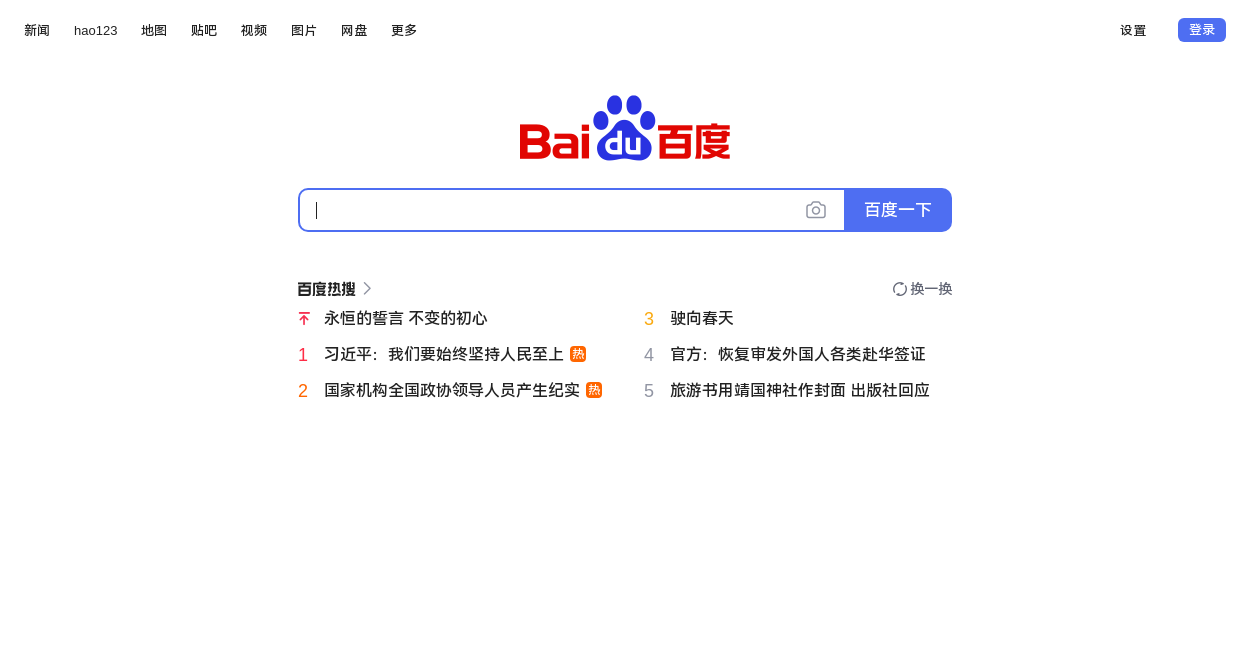 新闻 hao123 地图 贴吧 视频 图片 网盘 更多 设置 登录
Bai du 百度
百度一下
百度热搜 换一换
永恒的誓言 不变的初心
3 驶向春天
1 习近平：我们要始终坚持人民至上 热
4 官方：恢复审发外国人各类赴华签证
2 国家机构全国政协领导人员产生纪实 热
5 旅游书用靖国神社作封面 出版社回应